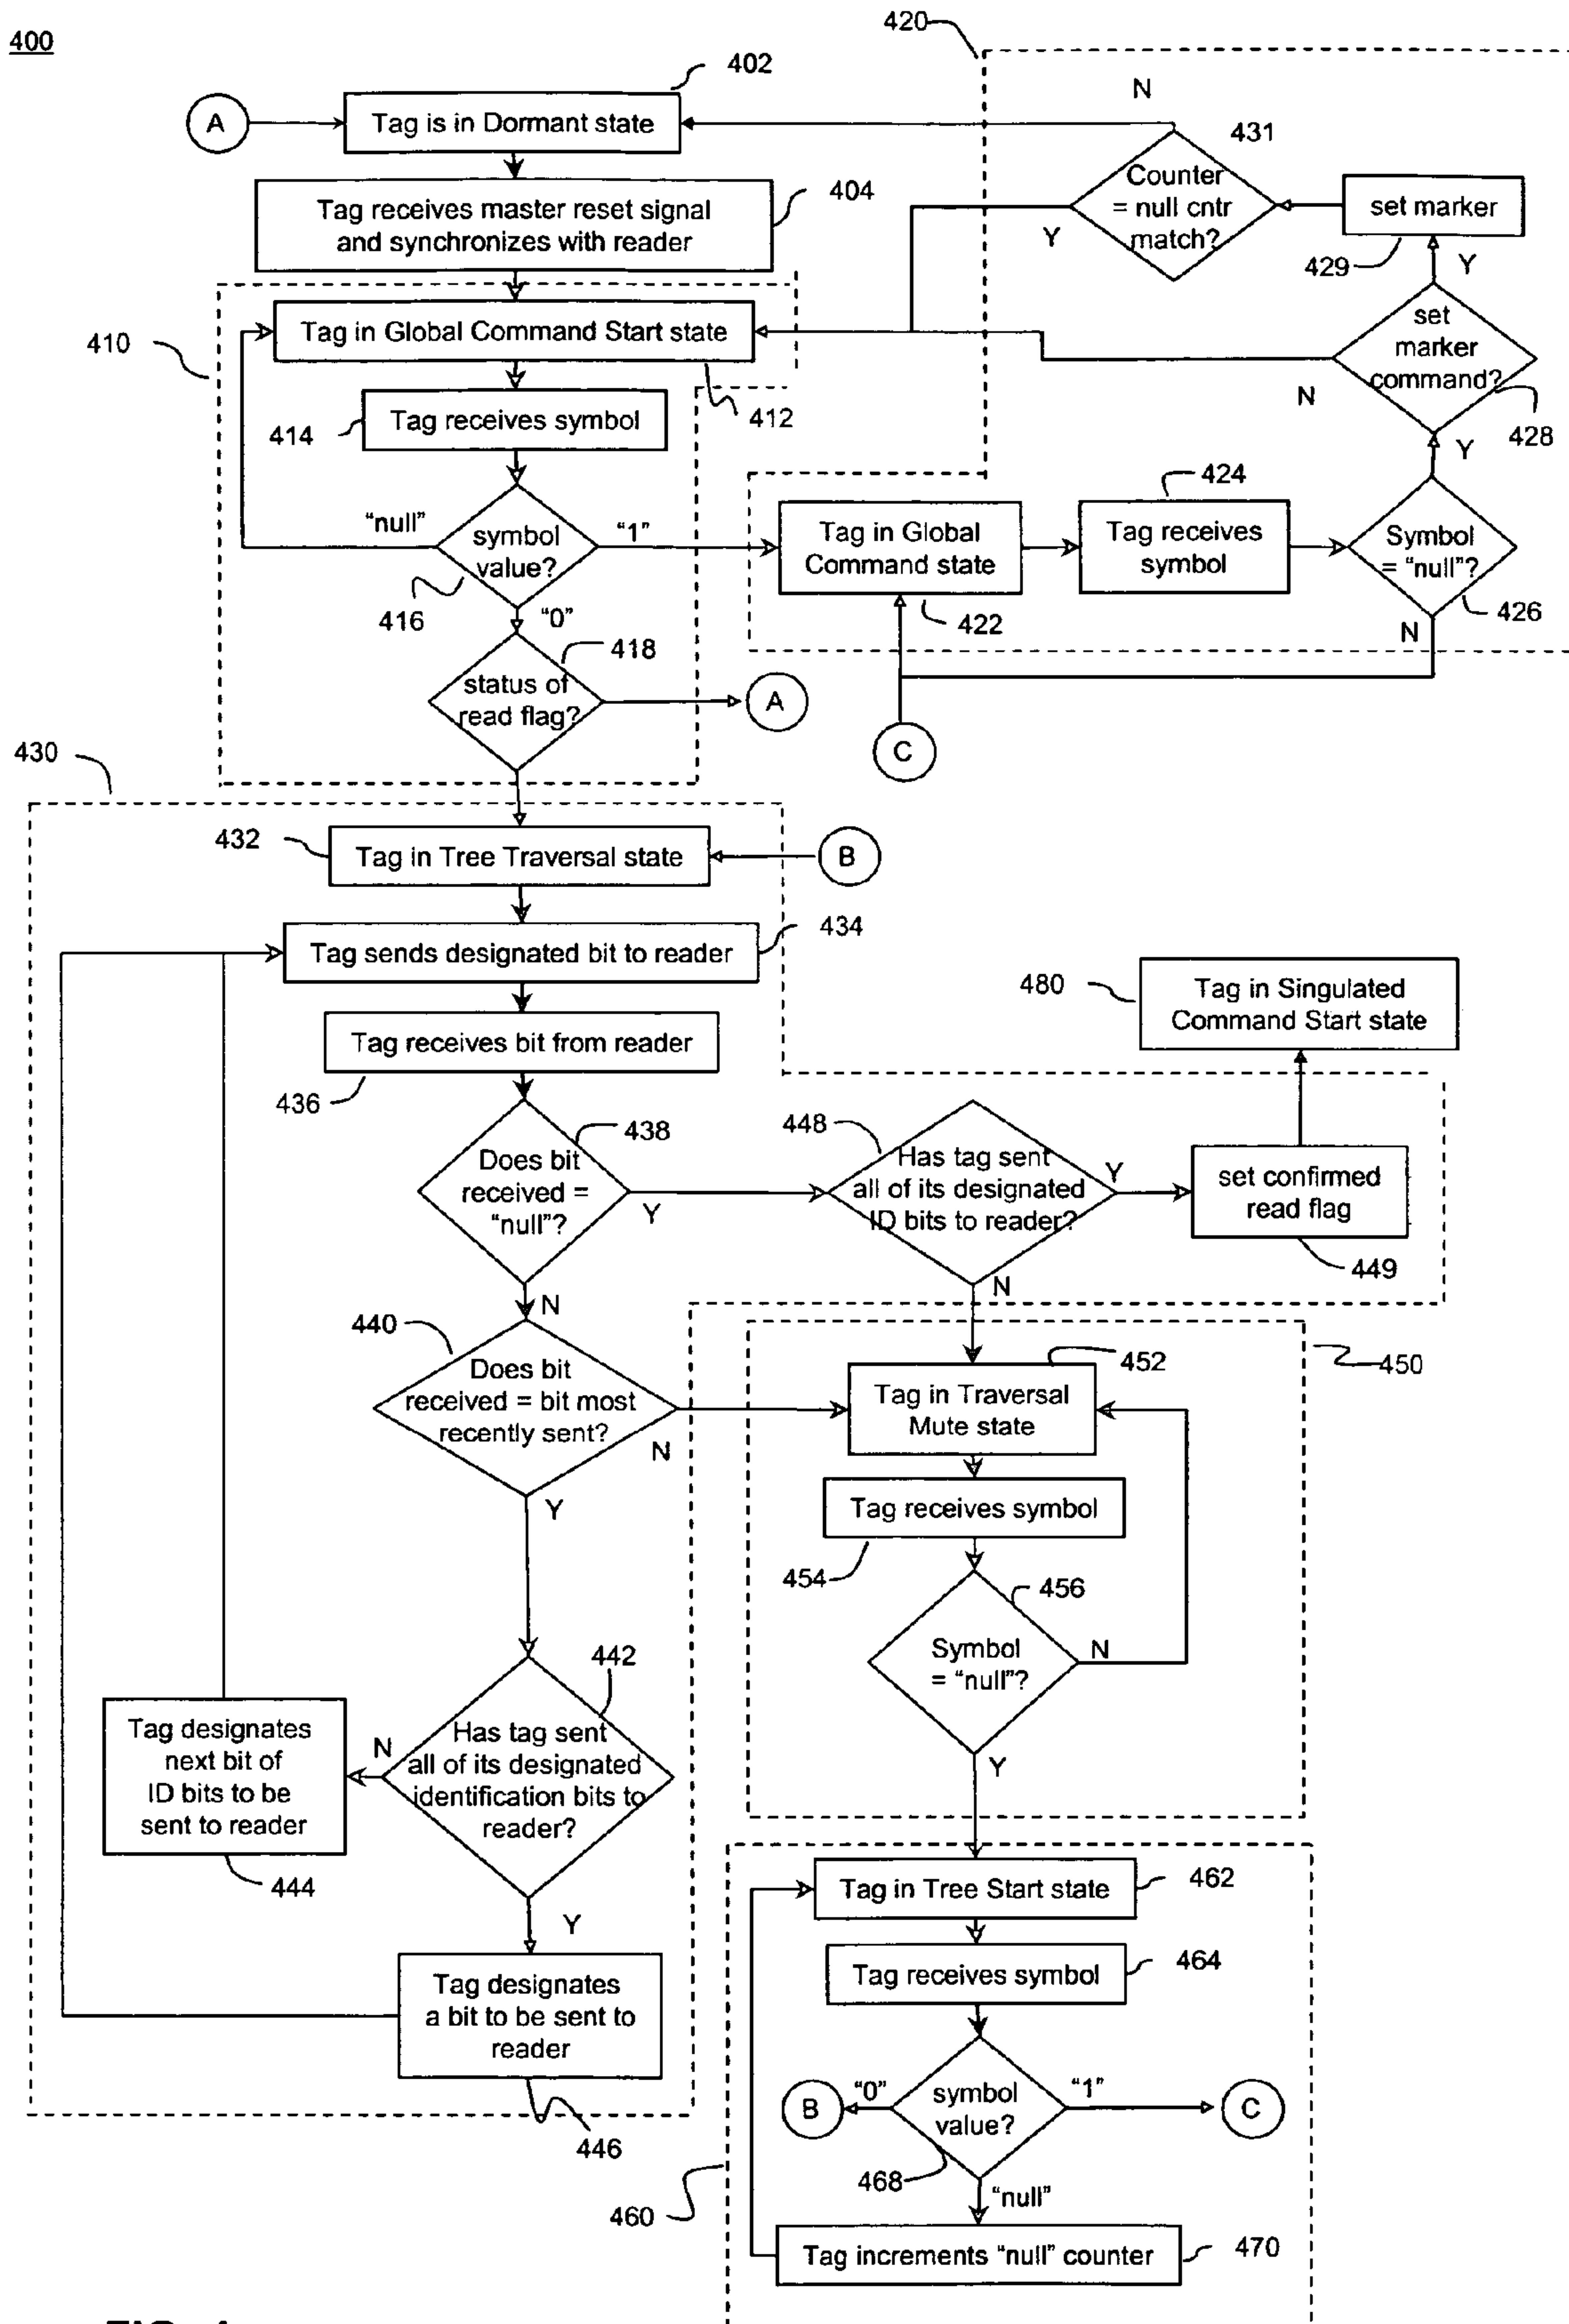 400
420
402
A
Tag is in Dormant state
N
431
Counter
= null cntr
match?
Y
set marker
429
Y
404
Tag receives master reset signal
and synchronizes with reader
410
Tag in Global Command Start state
412
set
marker
command?
N
428
Y
414
Tag receives symbol
“null”
symbol
value?
“1”
416
“0”
Tag in Global
Command state
422
424
Tag receives
symbol
Symbol
= “null”?
426
N
418
status of
read flag?
A
C
430
432
Tag in Tree Traversal state
B
434
Tag sends designated bit to reader
480
Tag in Singulated
Command Start state
Tag receives bit from reader
436
438
Does bit
received =
“null”?
Y
N
448
Has tag sent
all of its designated
ID bits to reader?
Y
N
set confirmed
read flag
449
440
Does bit
received = bit most
recently sent?
N
Y
450
452
Tag in Traversal
Mute state
Tag receives symbol
454
456
Symbol
= “null”?
N
Y
442
Has tag sent
all of its designated
identification bits to
reader?
N
Y
Tag designates
next bit of
ID bits to be
sent to reader
444
Tag designates
a bit to be sent to
reader
446
Tag in Tree Start state
462
Tag receives symbol
464
B
“0”
symbol
value?
“1”
C
468
“null”
460
Tag increments “null” counter
470